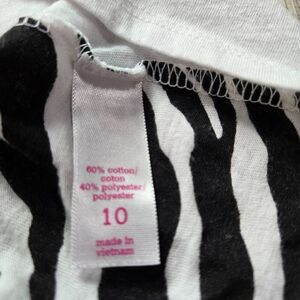 60% cotton/
coton
40% polyester/
polyester
10
made in
vietnam